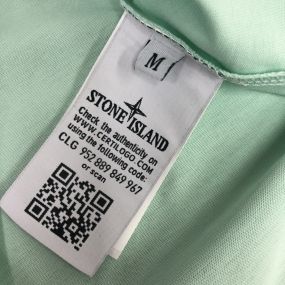 M
STONE ISLAND
Check the authenticity on
WWW.CERTILOGO.COM
using the following code:
CLG 952 889 849 967
or scan